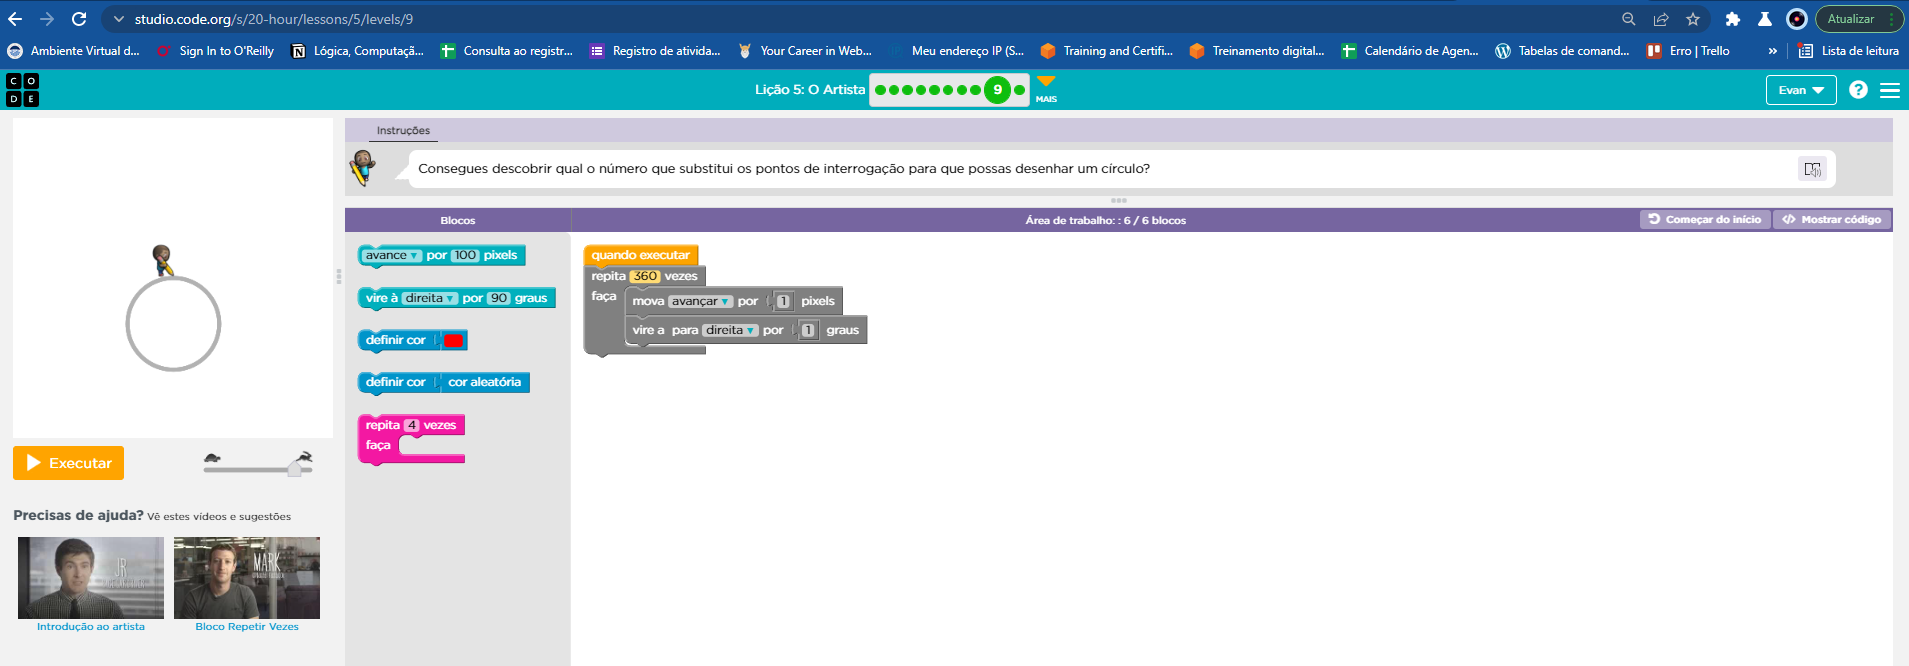 studio.code.org/s/20-hour/lessons/5/levels/9
Atualizar
Ambiente Virtual d...
Sign In to O'Reilly
Lógica, Computaçã...
Consulta ao registr...
Registro de ativida...
Your Career in Web...
Meu endereço IP (S...
Training and Certifi...
Treinamento digital...
Calendário de Agen...
Tabelas de comand...
Erro | Trello
»
Lista de leitura
C O
D E
Lição 5: O Artista
9
MAIS
Evan
?
Instruções
Consegues descobrir qual o número que substitui os pontos de interrogação para que possas desenhar um círculo?
Blocos
Área de trabalho: : 6 / 6 blocos
Começar do início
Mostrar código
avance por 100 pixels
vire à direita por 90 graus
definir cor
definir cor cor aleatória
repita 4 vezes
faça
quando executar
repita 360 vezes
faça
mova avançar por 1 pixels
vire a para direita por 1 graus
Executar
Precisas de ajuda? Vê estes vídeos e sugestões
JR
MARK
Introdução ao artista
Bloco Repetir Vezes